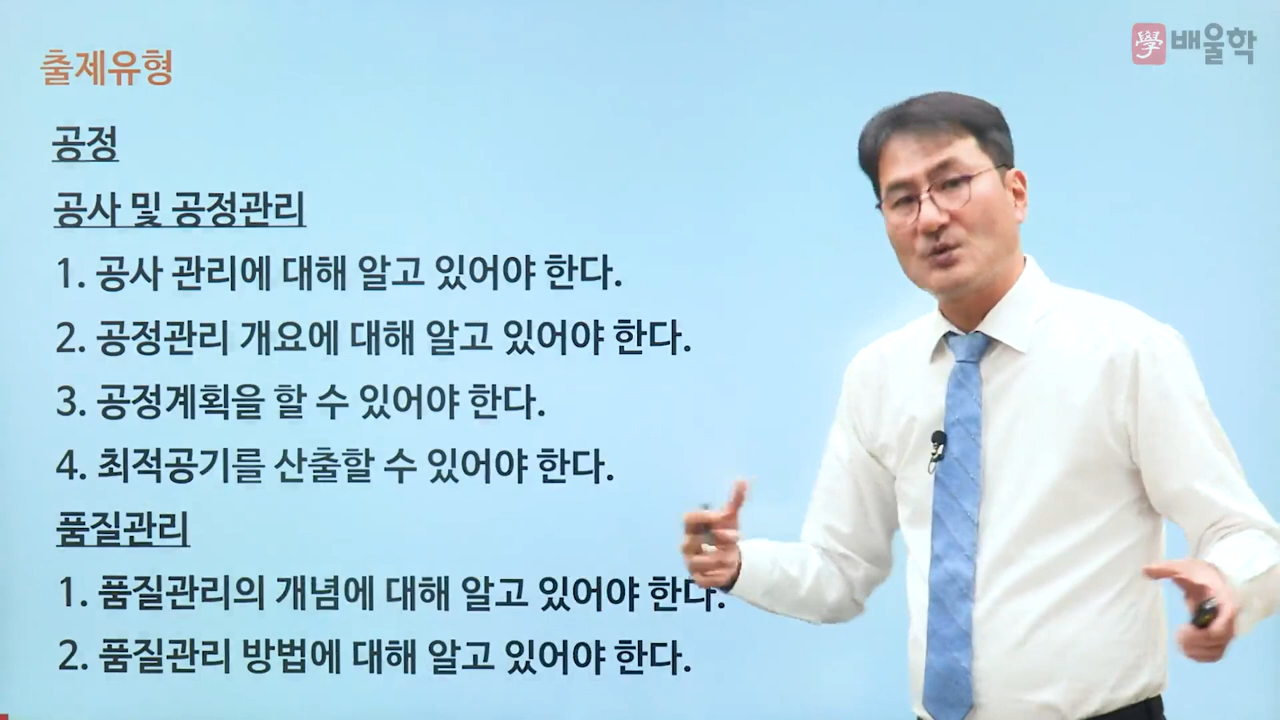 출제유형
學 배울학
공정
공사 및 공정관리
1. 공사 관리에 대해 알고 있어야 한다.
2. 공정관리 개요에 대해 알고 있어야 한다.
3. 공정계획을 할 수 있어야 한다.
4. 최적공기를 산출할 수 있어야 한다.
품질관리
1. 품질관리의 개념에 대해 알고 있어야 한다.
2. 품질관리 방법에 대해 알고 있어야 한다.